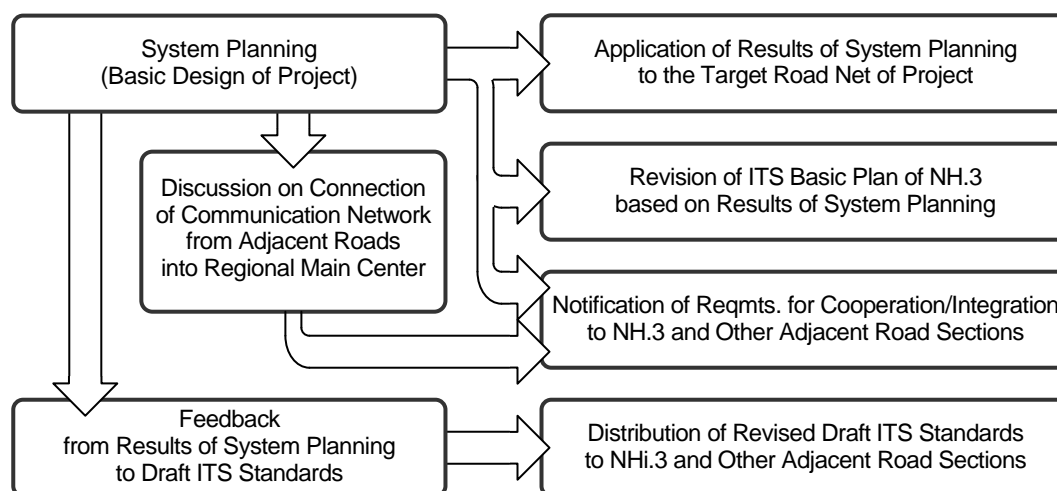 System Planning
(Basic Design of Project)
Application of Results of System Planning
to the Target Road Net of Project
Discussion on Connection
of Communication Network
from Adjacent Roads
into Regional Main Center
Revision of ITS Basic Plan of NH.3
based on Results of System Planning
Notification of Reqmts. for Cooperation/Integration
to NH.3 and Other Adjacent Road Sections
Feedback
from Results of System Planning
to Draft ITS Standards
Distribution of Revised Draft ITS Standards
to NHi.3 and Other Adjacent Road Sections